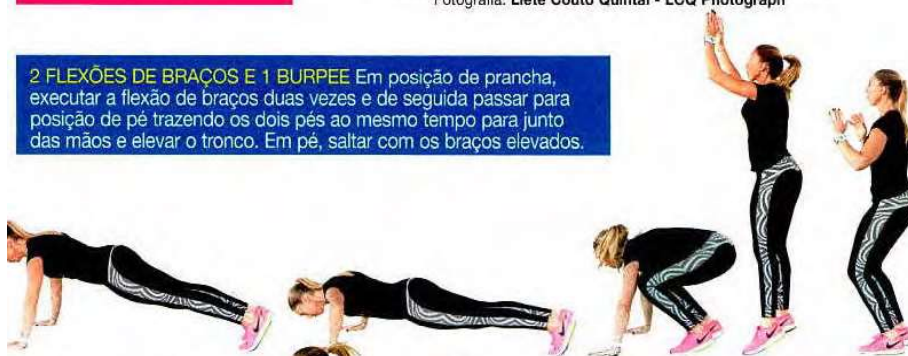 Fotografia: Liete Couto Quintal - LCQ Photograph
2 FLEXÕES DE BRAÇOS E 1 BURPEE Em posição de prancha,
executar a flexão de braços duas vezes e de seguida passar para
posição de pé trazendo os dois pés ao mesmo tempo para junto
das mãos e elevar o tronco. Em pé, saltar com os braços elevados.